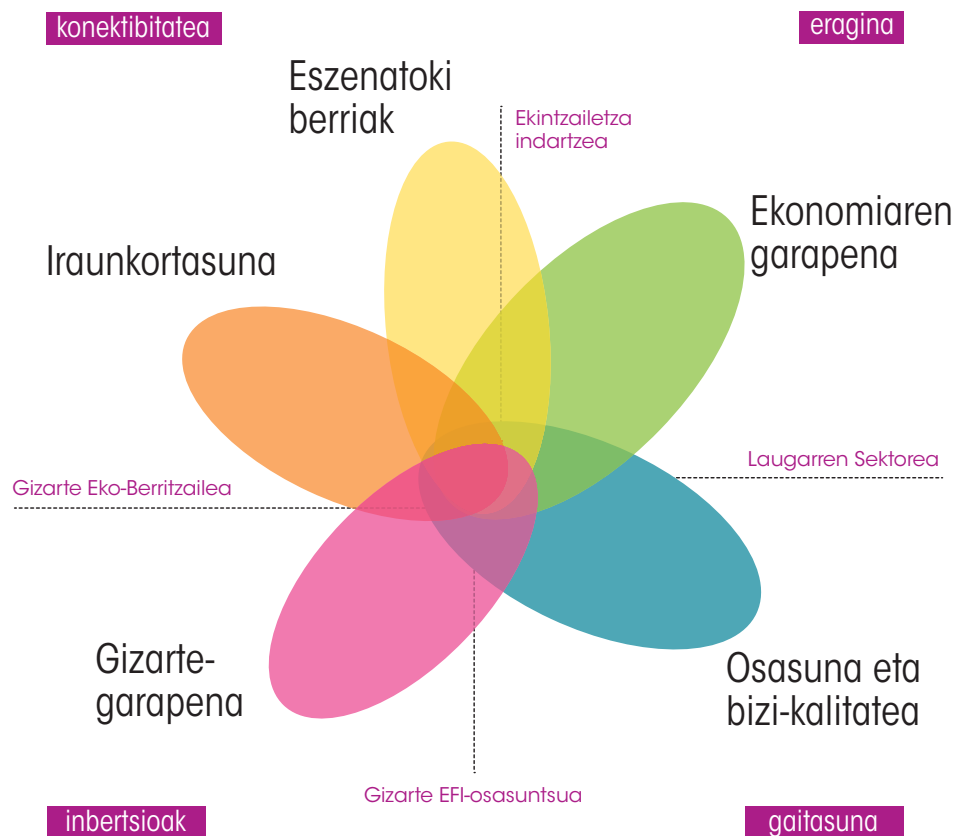 konektibitatea
eragina
Eszenatoki
berriak
Ekintzailetza
indartzea
Ekonomiaren
garapena
Iraunkortasuna
Laugarren Sektorea
Gizarte Eko-Berritzailea
Gizarte-
garapena
Osasuna eta
bizi-kalitatea
Gizarte EFI-osasuntsua
inbertsioak
gaitasuna